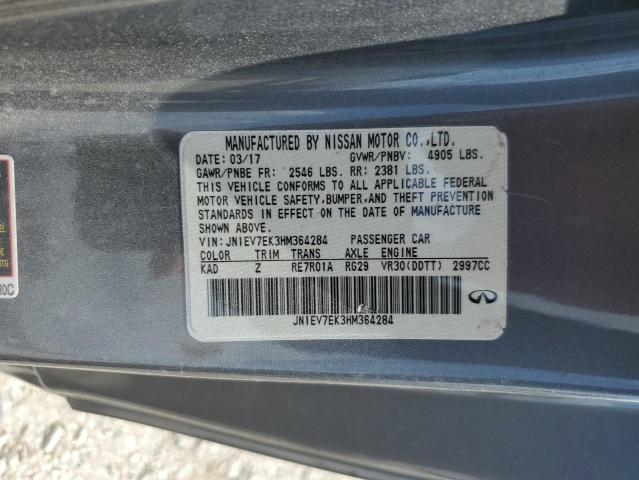 MANUFACTURED BY NISSAN MOTOR CO.,LTD.
DATE: 03/17 GVWR/PNBV: 4905 LBS.
GAWR/PNBE FR: 2546 LBS. RR: 2381 LBS.
THIS VEHICLE CONFORMS TO ALL APPLICABLE FEDERAL
MOTOR VEHICLE SAFETY,BUMPER,AND THEFT PREVENTION
STANDARDS IN EFFECT ON THE DATE OF MANUFACTURE
SHOWN ABOVE.
VIN: JN1EV7EK3HM364284 PASSENGER CAR
COLOR TRIM TRANS AXLE ENGINE
KAD Z RE7R01A RG29 VR30(DDTT) 2997CC
JN1EV7EK3HM364284